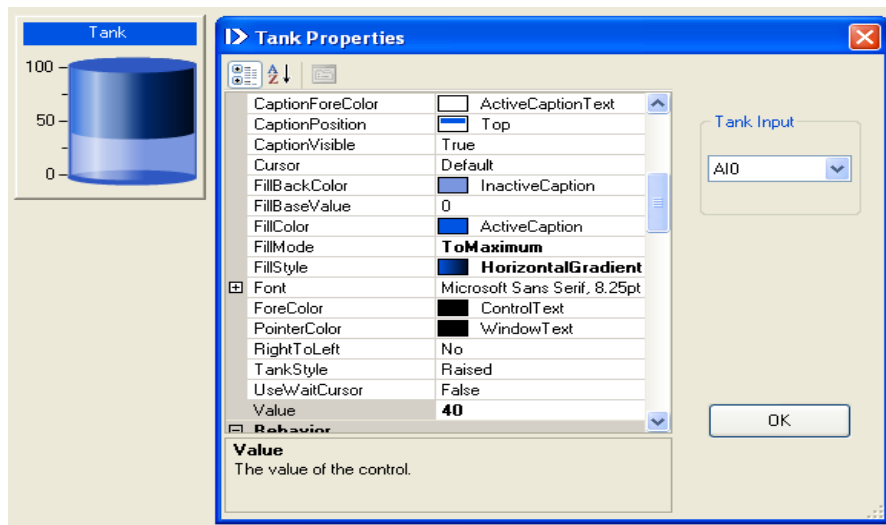 Tank
100
50
0
Tank Properties
CaptionForeColor ActiveCaptionText
CaptionPosition Top
CaptionVisible True
Cursor Default
FillBackColor InactiveCaption
FillBaseValue 0
FillColor ActiveCaption
FillMode ToMaximum
FillStyle HorizontalGradient
Font Microsoft Sans Serif, 8.25pt
ForeColor ControlText
PointerColor WindowText
RightToLeft No
TankStyle Raised
UseWaitCursor False
Value 40
Behavior
Value
The value of the control.
Tank Input
AI0
OK